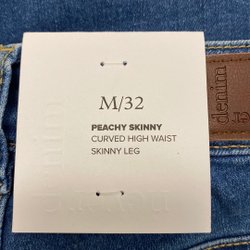 M/32
PEACHY SKINNY
CURVED HIGH WAIST
SKINNY LEG
denim